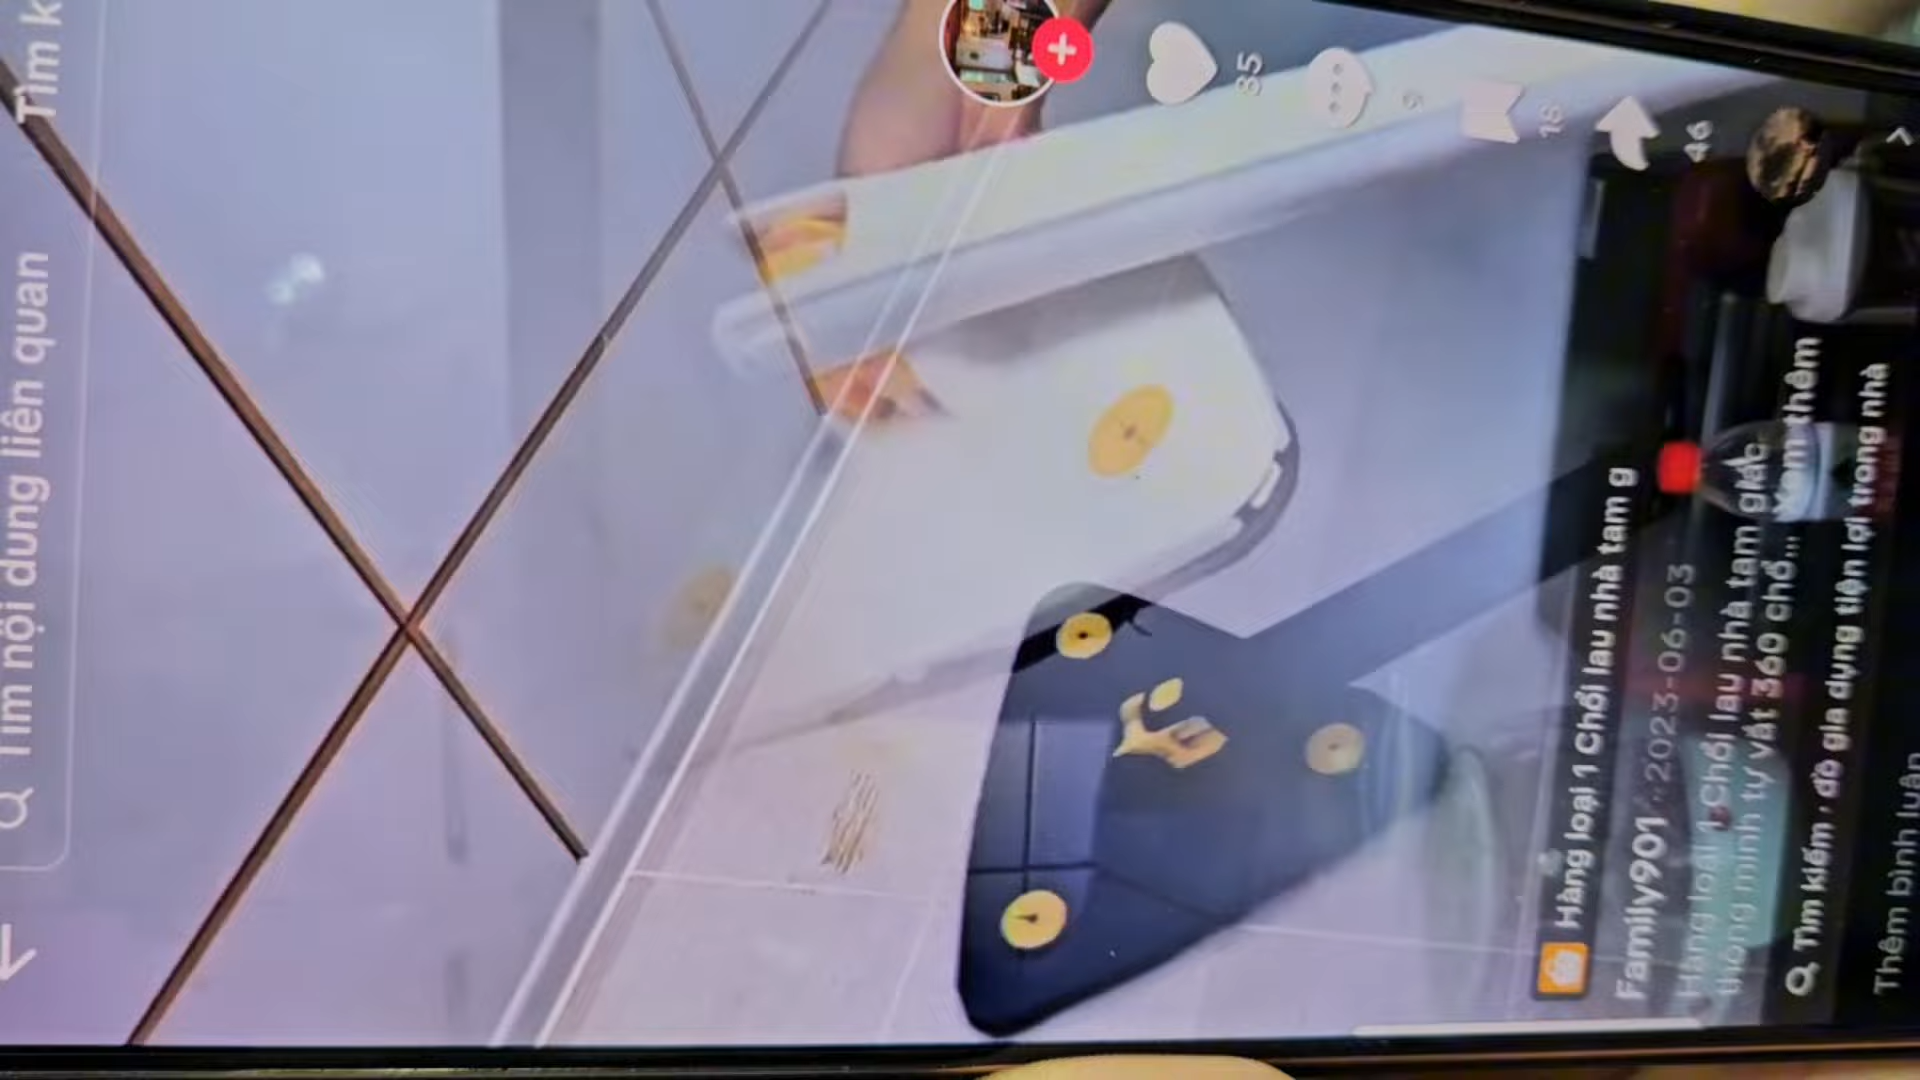 Tìm nội dung liên quan
Tìm k
85
9
18
46
Hàng loại 1 Chổi lau nhà tam g
Family901 · 2023-06-03
Hàng loại 1 Chổi lau nhà tam giác
thông minh tự vắt 360 chổ... Xem thêm
Tìm kiếm · đồ gia dụng tiện lợi trong nhà
Thêm bình luận